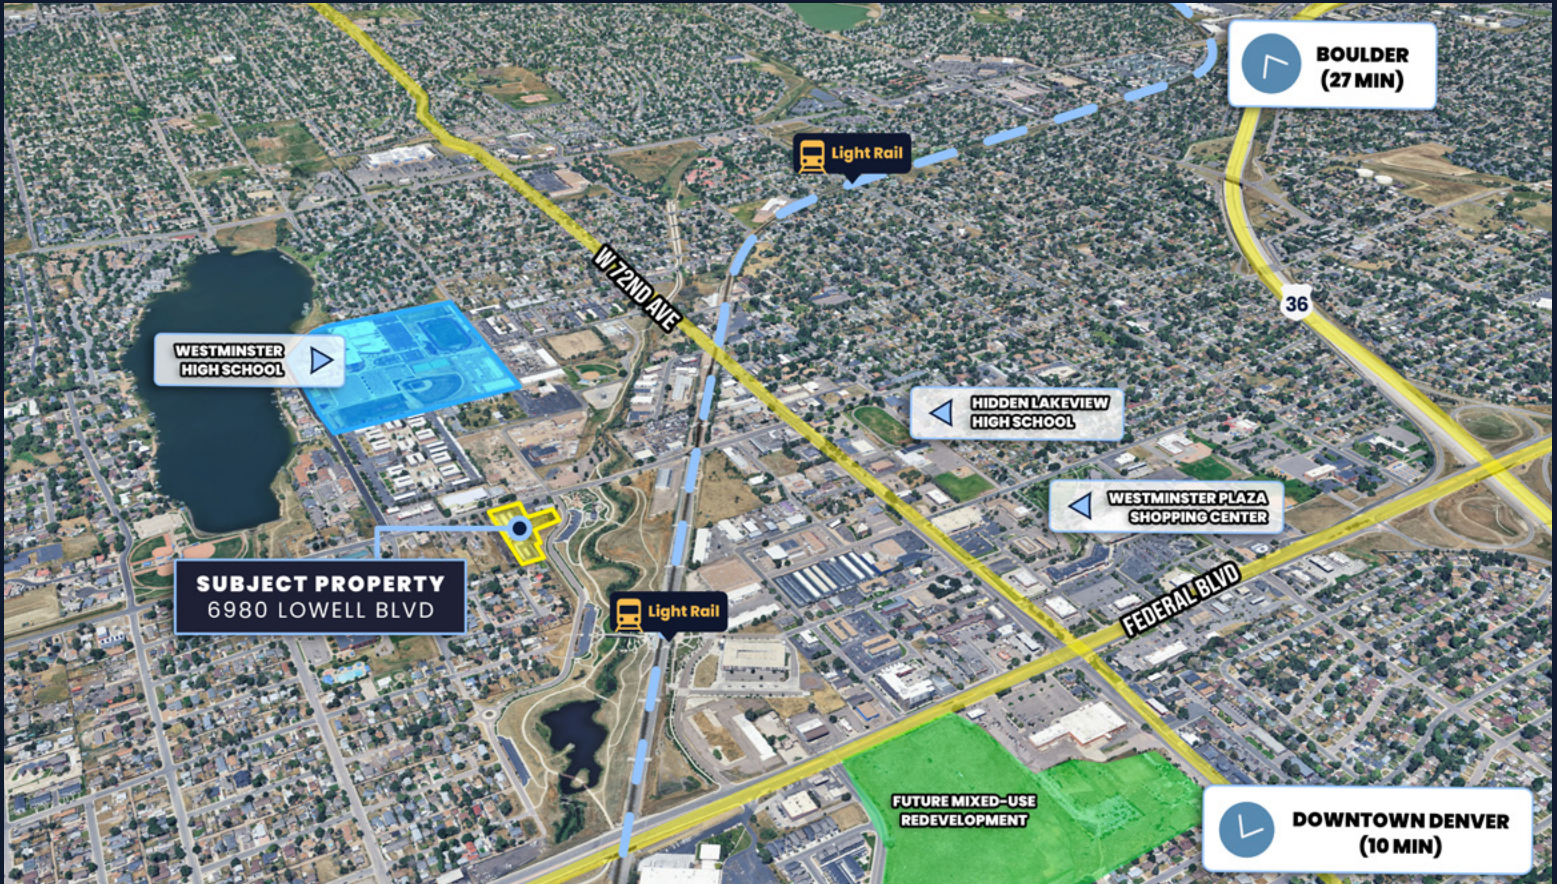 BOULDER
(27 MIN)
Light Rail
W 72ND AVE
36
WESTMINSTER
HIGH SCHOOL
HIDDEN LAKEVIEW
HIGH SCHOOL
WESTMINSTER PLAZA
SHOPPING CENTER
SUBJECT PROPERTY
6980 LOWELL BLVD
Light Rail
FEDERAL BLVD
FUTURE MIXED-USE
REDEVELOPMENT
DOWNTOWN DENVER
(10 MIN)